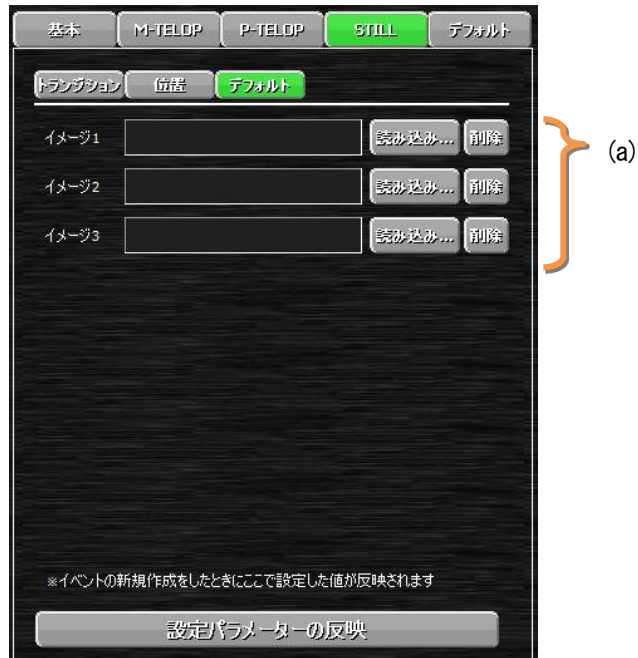 基本 M-TELOP P-TELOP STILL デフォルト
トランジション 位置 デフォルト
イメージ1 読み込み... 削除
(a)
イメージ2 読み込み... 削除
イメージ3 読み込み... 削除
※イベントの新規作成をしたときにここで設定した値が反映されます
設定パラメーターの反映